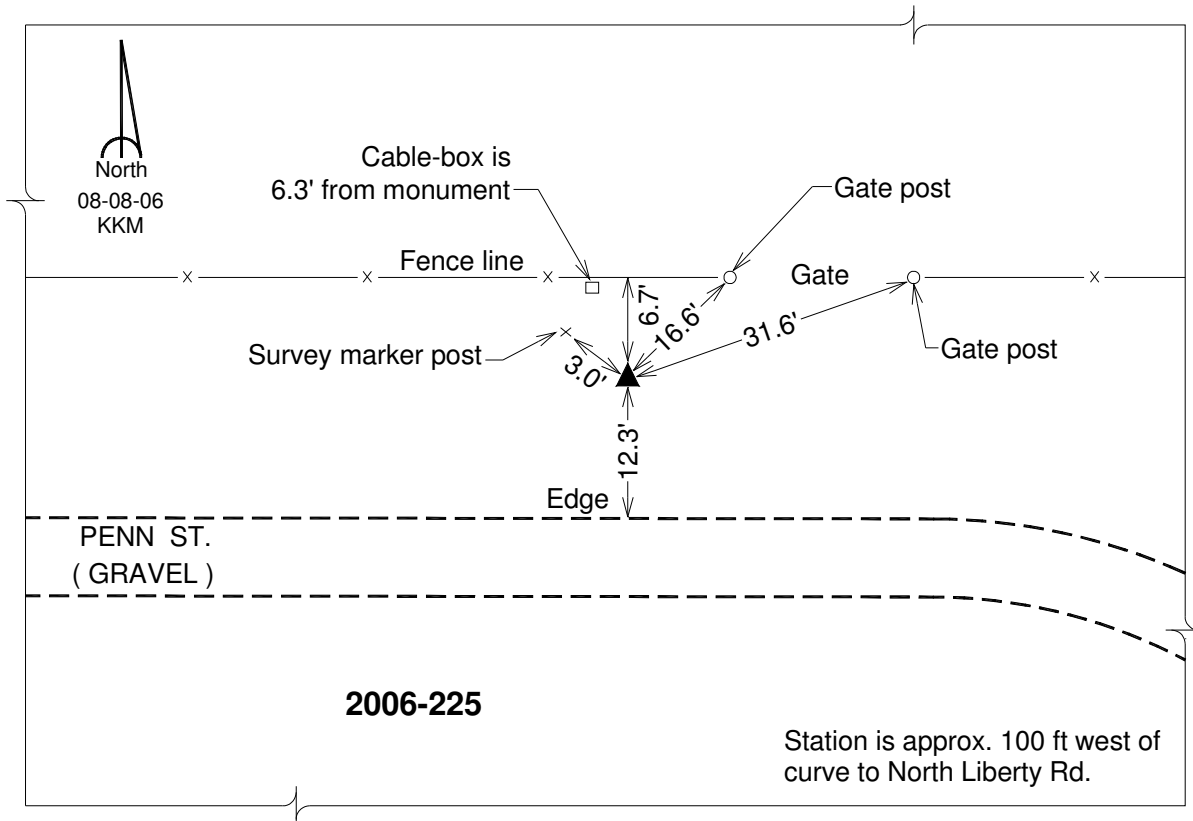 North
08-08-06
KKM
Cable-box is
6.3' from monument
Gate post
Fence line
Gate
6.7'
16.6'
31.6'
Survey marker post
3.0'
Gate post
12.3'
Edge
PENN ST.
( GRAVEL )
2006-225
Station is approx. 100 ft west of
curve to North Liberty Rd.